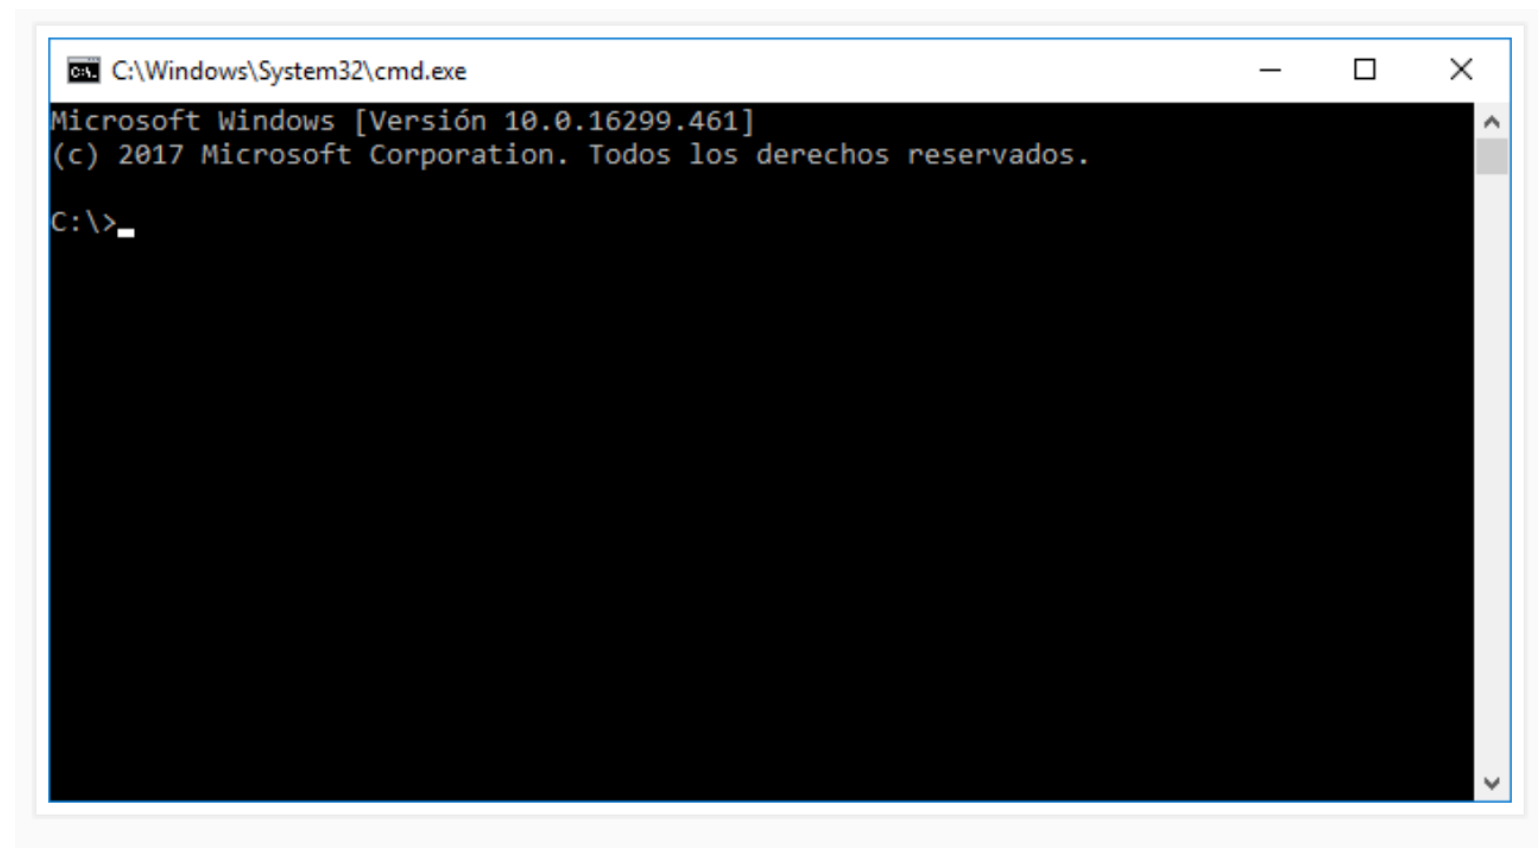 C:\Windows\System32\cmd.exe
Microsoft Windows [Versión 10.0.16299.461]
(c) 2017 Microsoft Corporation. Todos los derechos reservados.
C:\>